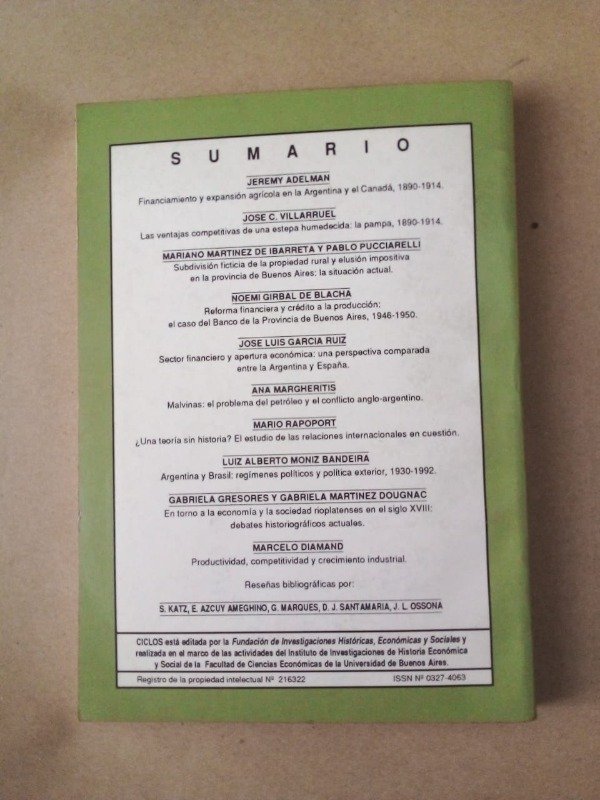 SUMARIO
JEREMY ADELMAN
Financiamiento y expansión agrícola en la Argentina y el Canadá, 1890-1914.
JOSE C. VILLARRUEL
Las ventajas competitivas de una estepa humedecida: la pampa, 1890-1914.
MARIANO MARTINEZ DE IBARRETA Y PABLO PUCCIARELLI
Subdivisión ficticia de la propiedad rural y elusión impositiva
en la provincia de Buenos Aires: la situación actual.
NOEMI GIRBAL DE BLACHA
Reforma financiera y crédito a la producción:
el caso del Banco de la Provincia de Buenos Aires, 1946-1950.
JOSE LUIS GARCIA RUIZ
Sector financiero y apertura económica: una perspectiva comparada
entre la Argentina y España.
ANA MARGHERITIS
Malvinas: el problema del petróleo y el conflicto anglo-argentino.
MARIO RAPOPORT
¿Una teoría sin historia? El estudio de las relaciones internacionales en cuestión.
LUIZ ALBERTO MONIZ BANDEIRA
Argentina y Brasil: regímenes políticos y política exterior, 1930-1992.
GABRIELA GRESORES Y GABRIELA MARTINEZ DOUGNAC
En torno a la economía y la sociedad rioplatenses en el siglo XVIII:
debates historiográficos actuales.
MARCELO DIAMAND
Productividad, competitividad y crecimiento industrial.
Reseñas bibliográficas por:
S. KATZ, E. AZCUY AMEGHINO, G. MARQUES, D. J. SANTAMARIA, J. L. OSSONA
CICLOS está editada por la Fundación de Investigaciones Históricas, Económicas y Sociales y
realizada en el marco de las actividades del Instituto de Investigaciones de Historia Económica
y Social de la Facultad de Ciencias Económicas de la Universidad de Buenos Aires.
Registro de la propiedad intelectual Nº 216322 ISSN Nº 0327-4063